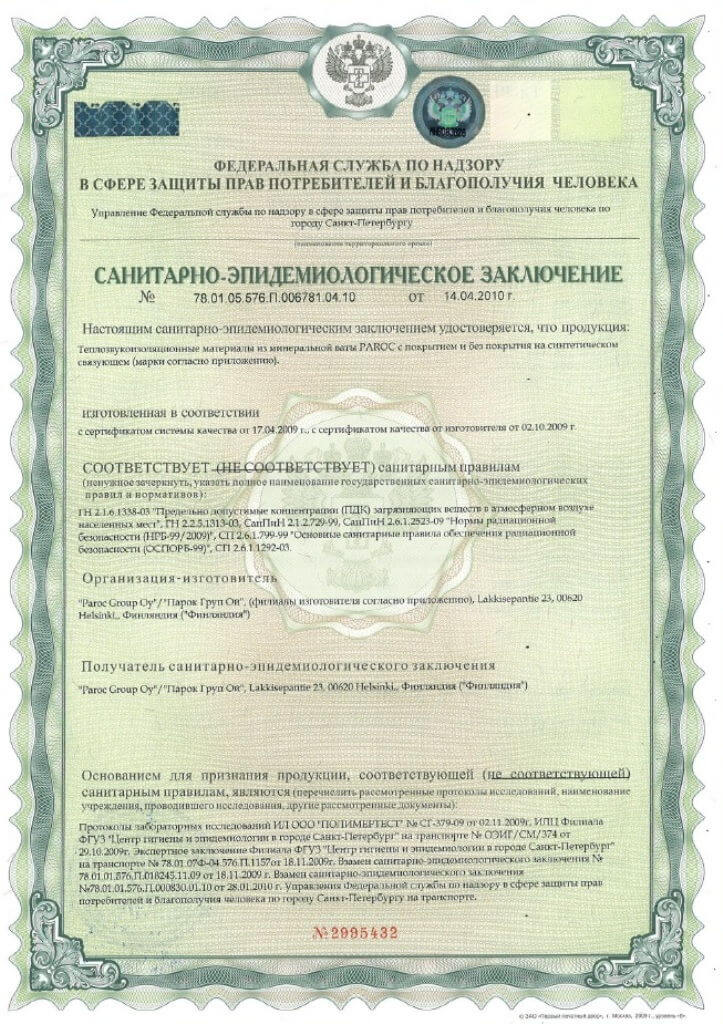 ФЕДЕРАЛЬНАЯ СЛУЖБА ПО НАДЗОРУ
В СФЕРЕ ЗАЩИТЫ ПРАВ ПОТРЕБИТЕЛЕЙ И БЛАГОПОЛУЧИЯ ЧЕЛОВЕКА
Управление Федеральной службы по надзору в сфере защиты прав потребителей и благополучия человека по
городу Санкт-Петербургу
(наименование территориального органа)
САНИТАРНО-ЭПИДЕМИОЛОГИЧЕСКОЕ ЗАКЛЮЧЕНИЕ
№ 78.01.05.576.П.006781.04.10 от 14.04.2010 г.
Настоящим санитарно-эпидемиологическим заключением удостоверяется, что продукция:
Теплозвукоизоляционные материалы из минеральной ваты PAROC с покрытием и без покрытия на синтетическом
связующем (марки согласно приложению).
изготовленная в соответствии
с сертификатом системы качества от 17.04.2009 г., с сертификатом качества от изготовителя от 02.10.2009 г.
СООТВЕТСТВУЕТ (НЕ СООТВЕТСТВУЕТ) санитарным правилам
(ненужное зачеркнуть, указать полное наименование государственных санитарно-эпидемиологических
правил и нормативов):
ГН 2.1.6.1338-03 "Предельно допустимые концентрации (ПДК) загрязняющих веществ в атмосферном воздухе
населенных мест", ГН 2.2.5.1313-03, СанПиН 2.1.2.729-99, СанПиН 2.6.1.2523-09 "Нормы радиационной
безопасности (НРБ-99/2009)", СП 2.6.1.799-99 "Основные санитарные правила обеспечения радиационной
безопасности (ОСПОРБ-99)", СП 2.6.1.1292-03.
Организация-изготовитель
"Paroc Group Oy"/"Парок Груп Ои", (филиалы изготовителя согласно приложению), Lakkisepantie 23, 00620
Helsinki,, Финляндия ("Финляндия")
Получатель санитарно-эпидемиологического заключения
"Paroc Group Oy"/"Парок Груп Ои", Lakkisepantie 23, 00620 Helsinki,, Финляндия ("Финляндия")
Основанием для признания продукции, соответствующей (не соответствующей)
санитарным правилам, являются (перечислить рассмотренные протоколы исследований, наименование
учреждения, проводившего исследования, другие рассмотренные документы):
Протоколы лабораторных исследований ИЛ ООО "ПОЛИМЕРТЕСТ" № СГ-379-09 от 02.11.2009г, ИЛЦ Филиала
ФГУЗ "Центр гигиены и эпидемиологии в городе Санкт-Петербург" на транспорте № ОЗИГ/СМ/374 от
29.10.2009г. Экспертное заключение Филиала ФГУЗ "Центр гигиены и эпидемиологии в городе Санкт-Петербург"
на транспорте № 78.01.07Ф-04.576.П.1157от 18.11.2009г. Взамен санитарно-эпидемиологического заключения №
78.01.01.576.П.018245.11.09 от 18.11.2009 г. Взамен санитарно-эпидемиологического заключения
№78.01.05.576.П.000830.01.10 от 28.01.2010 г. Управления Федеральной службы по надзору в сфере защиты прав
потребителей и благополучия человека по городу Санкт-Петербургу на транспорте.
№2995432
© ЗАО «Первый печатный двор», г. Москва, 2009 г., уровень «В».